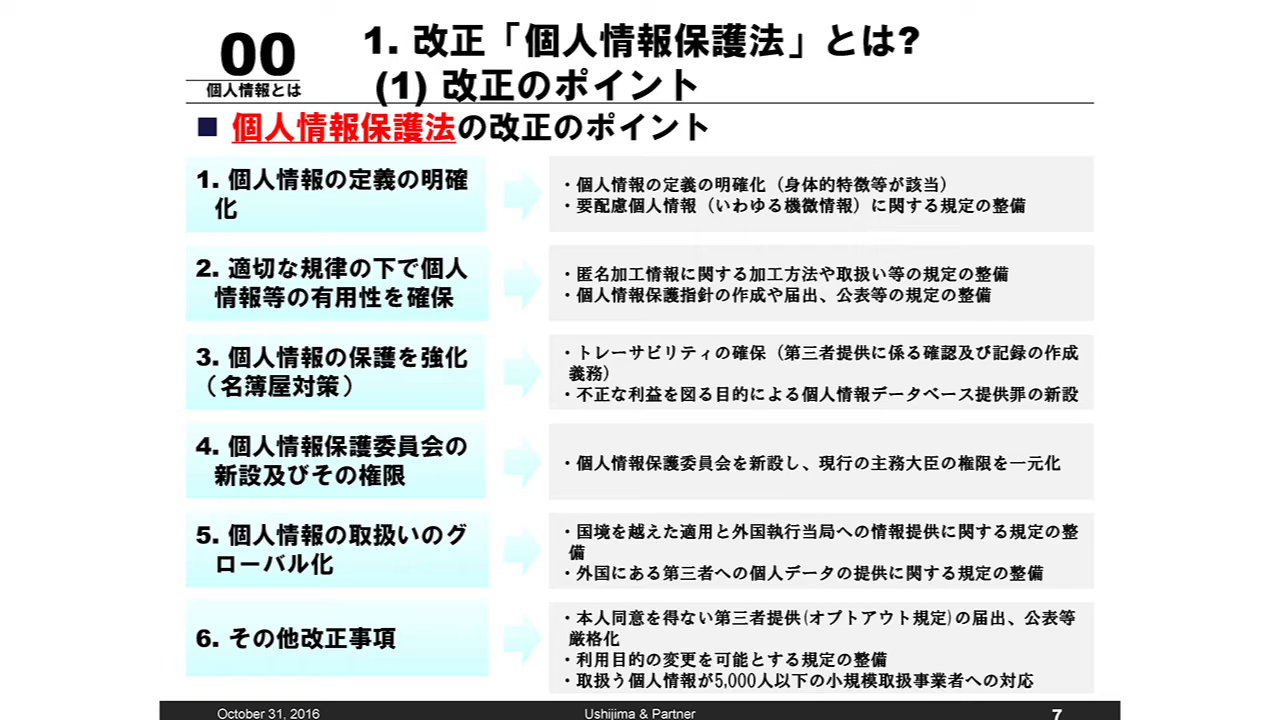 00
個人情報とは
1. 改正「個人情報保護法」とは?
(1) 改正のポイント
■ 個人情報保護法の改正のポイント
1. 個人情報の定義の明確
化
・個人情報の定義の明確化（身体的特徴等が該当）
・要配慮個人情報（いわゆる機微情報）に関する規定の整備
2. 適切な規律の下で個人
情報等の有用性を確保
・匿名加工情報に関する加工方法や取扱い等の規定の整備
・個人情報保護指針の作成や届出、公表等の規定の整備
3. 個人情報の保護を強化
（名簿屋対策）
・トレーサビリティの確保（第三者提供に係る確認及び記録の作成
義務）
・不正な利益を図る目的による個人情報データベース提供罪の新設
4. 個人情報保護委員会の
新設及びその権限
・個人情報保護委員会を新設し、現行の主務大臣の権限を一元化
5. 個人情報の取扱いのグ
ローバル化
・国境を越えた適用と外国執行当局への情報提供に関する規定の整
備
・外国にある第三者への個人データの提供に関する規定の整備
6. その他改正事項
・本人同意を得ない第三者提供(オプトアウト規定)の届出、公表等
厳格化
・利用目的の変更を可能とする規定の整備
・取扱う個人情報が5,000人以下の小規模取扱事業者への対応
October 31, 2016
Ushijima & Partner
7